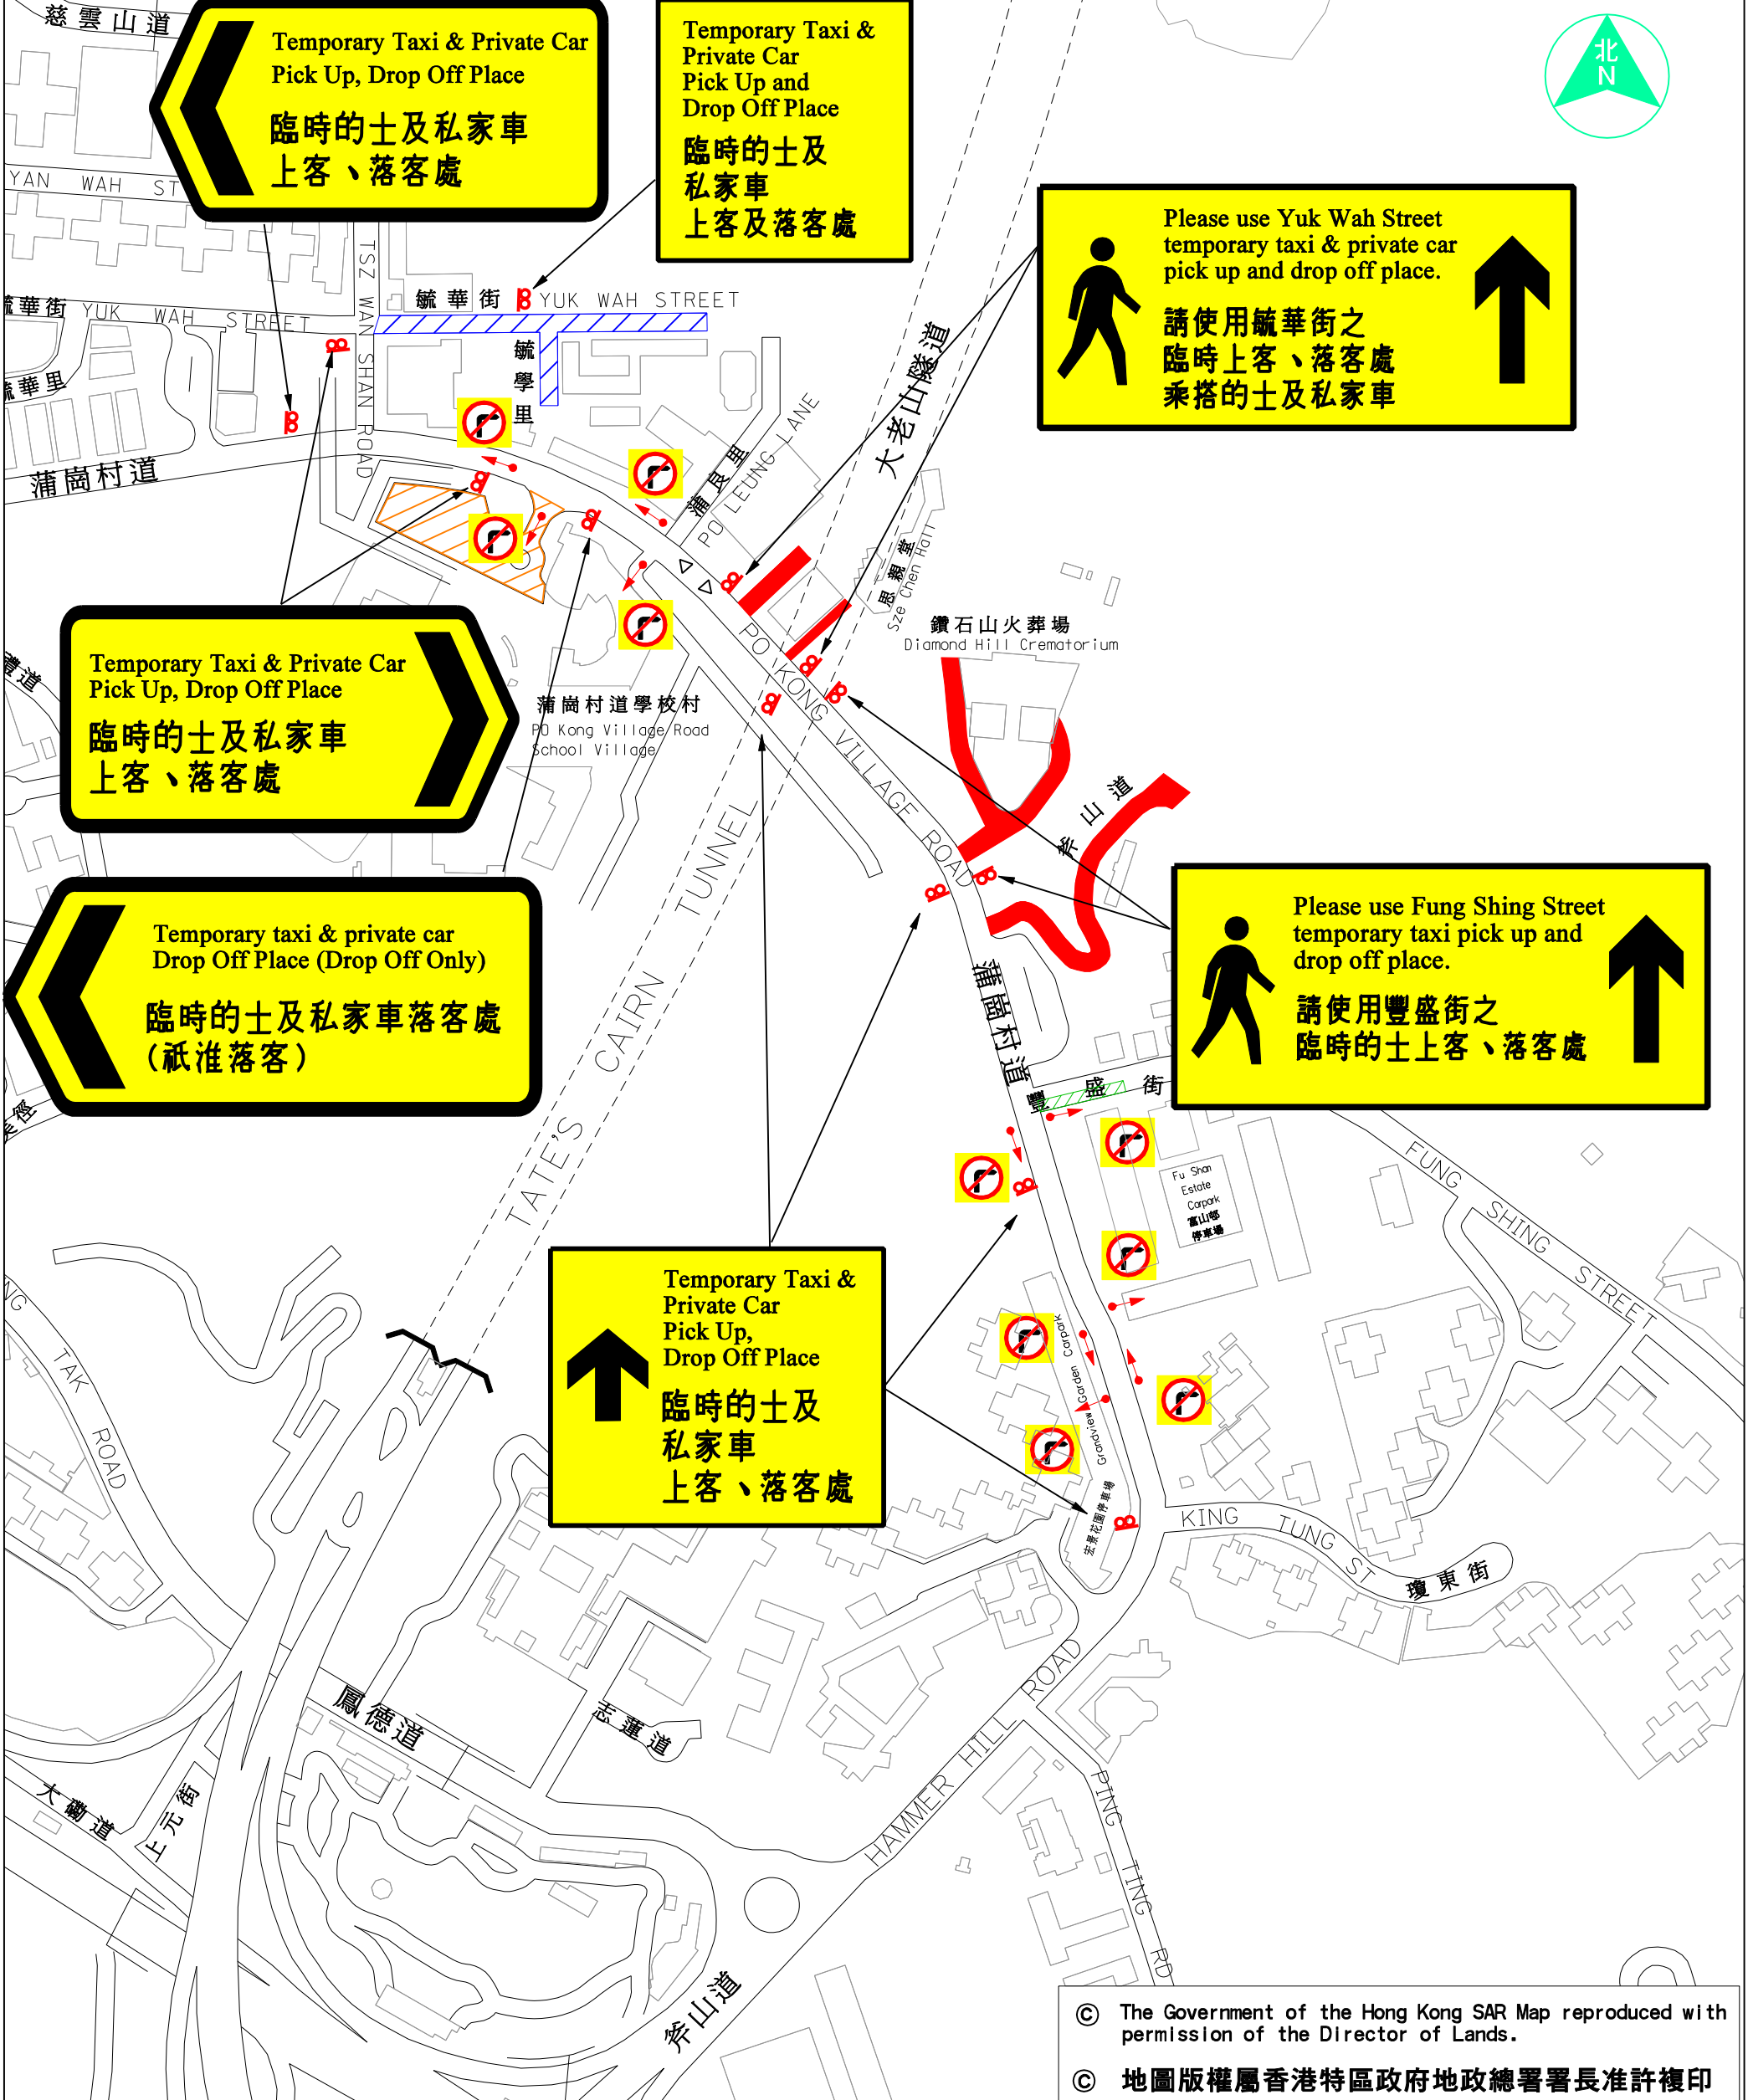 慈雲山道
Temporary Taxi & Private Car
Pick Up, Drop Off Place
臨時的士及私家車
上客、落客處
Temporary Taxi &
Private Car
Pick Up and
Drop Off Place
臨時的士及
私家車
上客及落客處
北
N
Please use Yuk Wah Street
temporary taxi & private car
pick up and drop off place.
請使用毓華街之
臨時上客、落客處
乘搭的士及私家車
YAN WAH ST
TSZ WAN SHAN ROAD
毓華街 YUK WAH STREET
毓華街 YUK WAH STREET
毓華里
毓學里
蒲崗村道
蒲良里
PO LEUNG LANE
大老山隧道
思親堂
Sze Chen Hall
鑽石山火葬場
Diamond Hill Crematorium
PO KONG VILLAGE ROAD
蒲崗村道學校村
PO Kong Village Road
School Village
Temporary Taxi & Private Car
Pick Up, Drop Off Place
臨時的士及私家車
上客、落客處
斧山道
Temporary taxi & private car
Drop Off Place (Drop Off Only)
臨時的士及私家車落客處
(祇准落客)
TATE'S CAIRN TUNNEL
Please use Fung Shing Street
temporary taxi pick up and
drop off place.
請使用豐盛街之
臨時的士上客、落客處
蒲崗村道
豐盛街
FUNG SHING STREET
Fu Shan
Estate
Carpark
富山邨
停車場
Temporary Taxi &
Private Car
Pick Up,
Drop Off Place
臨時的士及
私家車
上客、落客處
Grandview Garden Carpark
宏景花園停車場
KING TUNG ST
瓊東街
TAK ROAD
鳳德道
志蓮道
HAMMER HILL ROAD
PING TING RD
大磡道
上元街
斧山道
© The Government of the Hong Kong SAR Map reproduced with
permission of the Director of Lands.
© 地圖版權屬香港特區政府地政總署署長准許複印